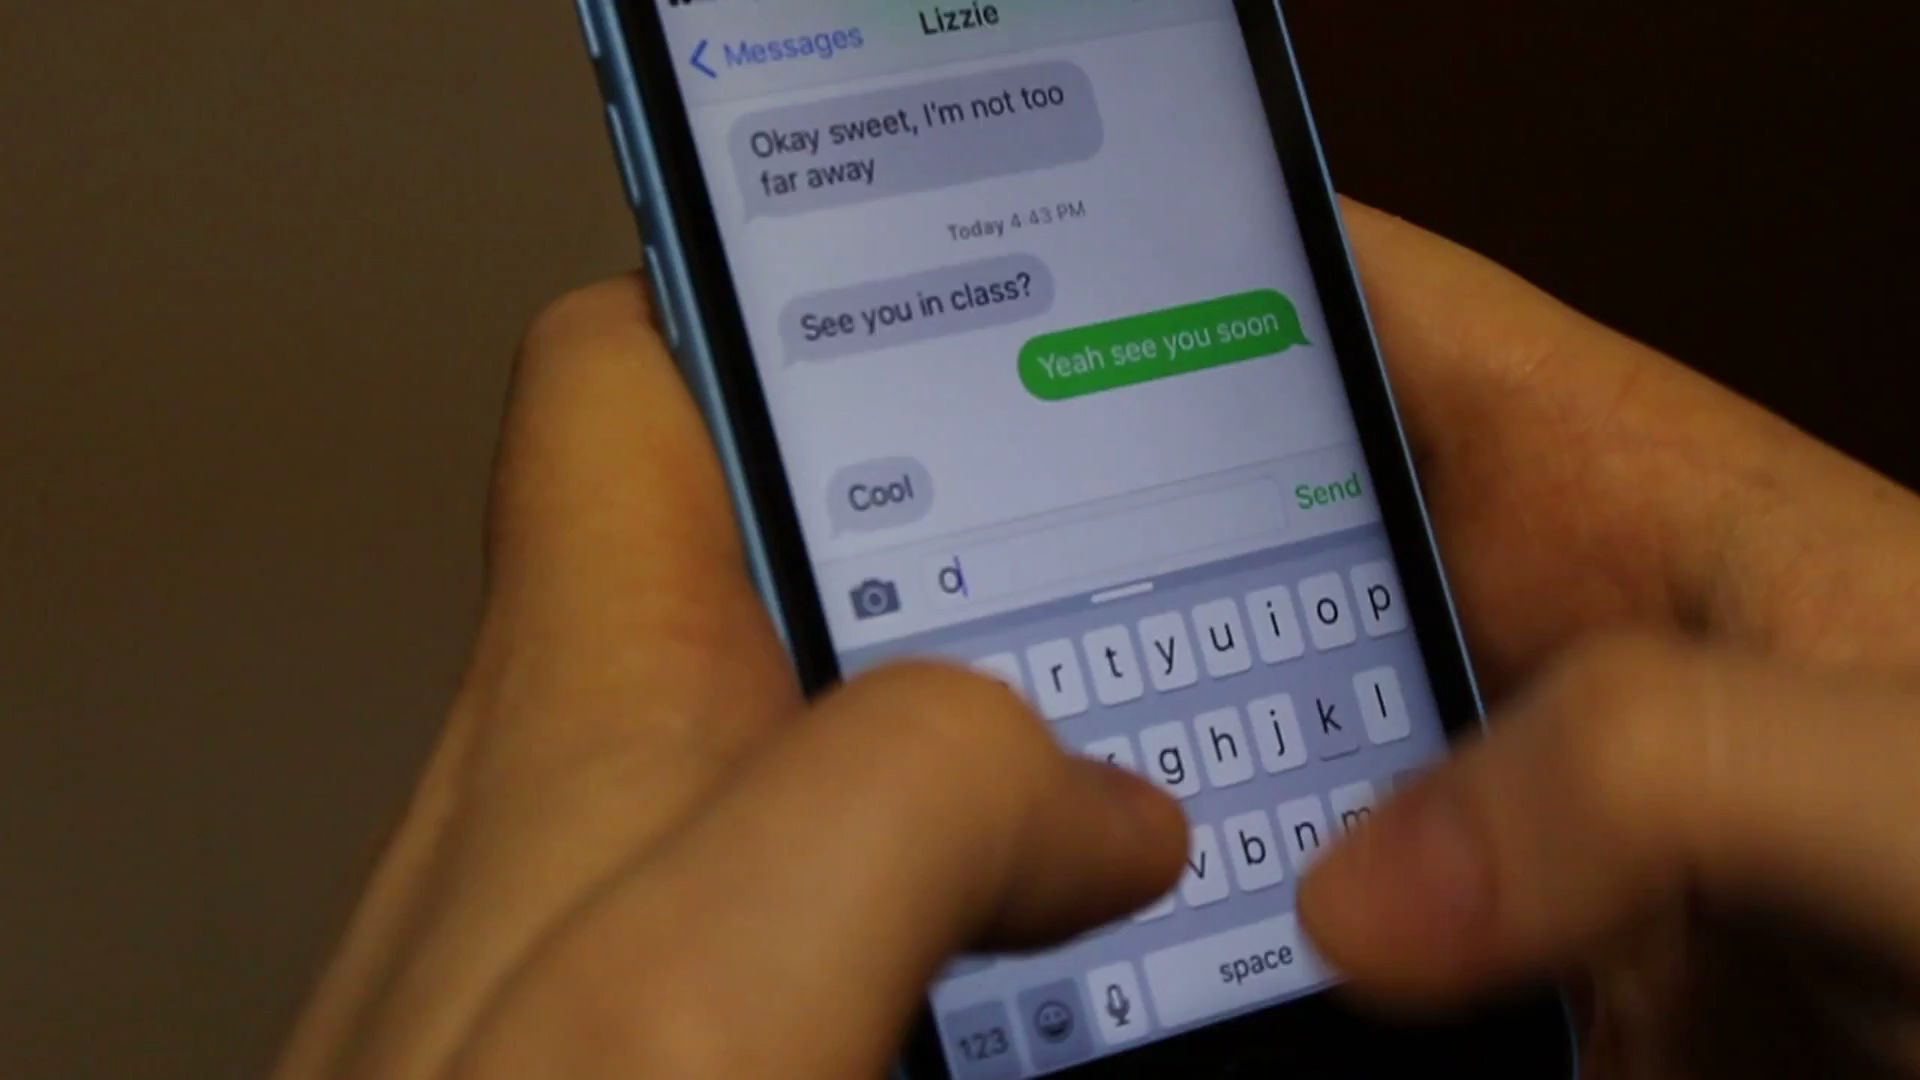 Lizzie
Messages
Okay sweet, I'm not too
far away
Today 4:43 PM
See you in class?
Yeah see you soon
Cool
Send
o
r t y u i o p
g h j k l
v b n m
123 space